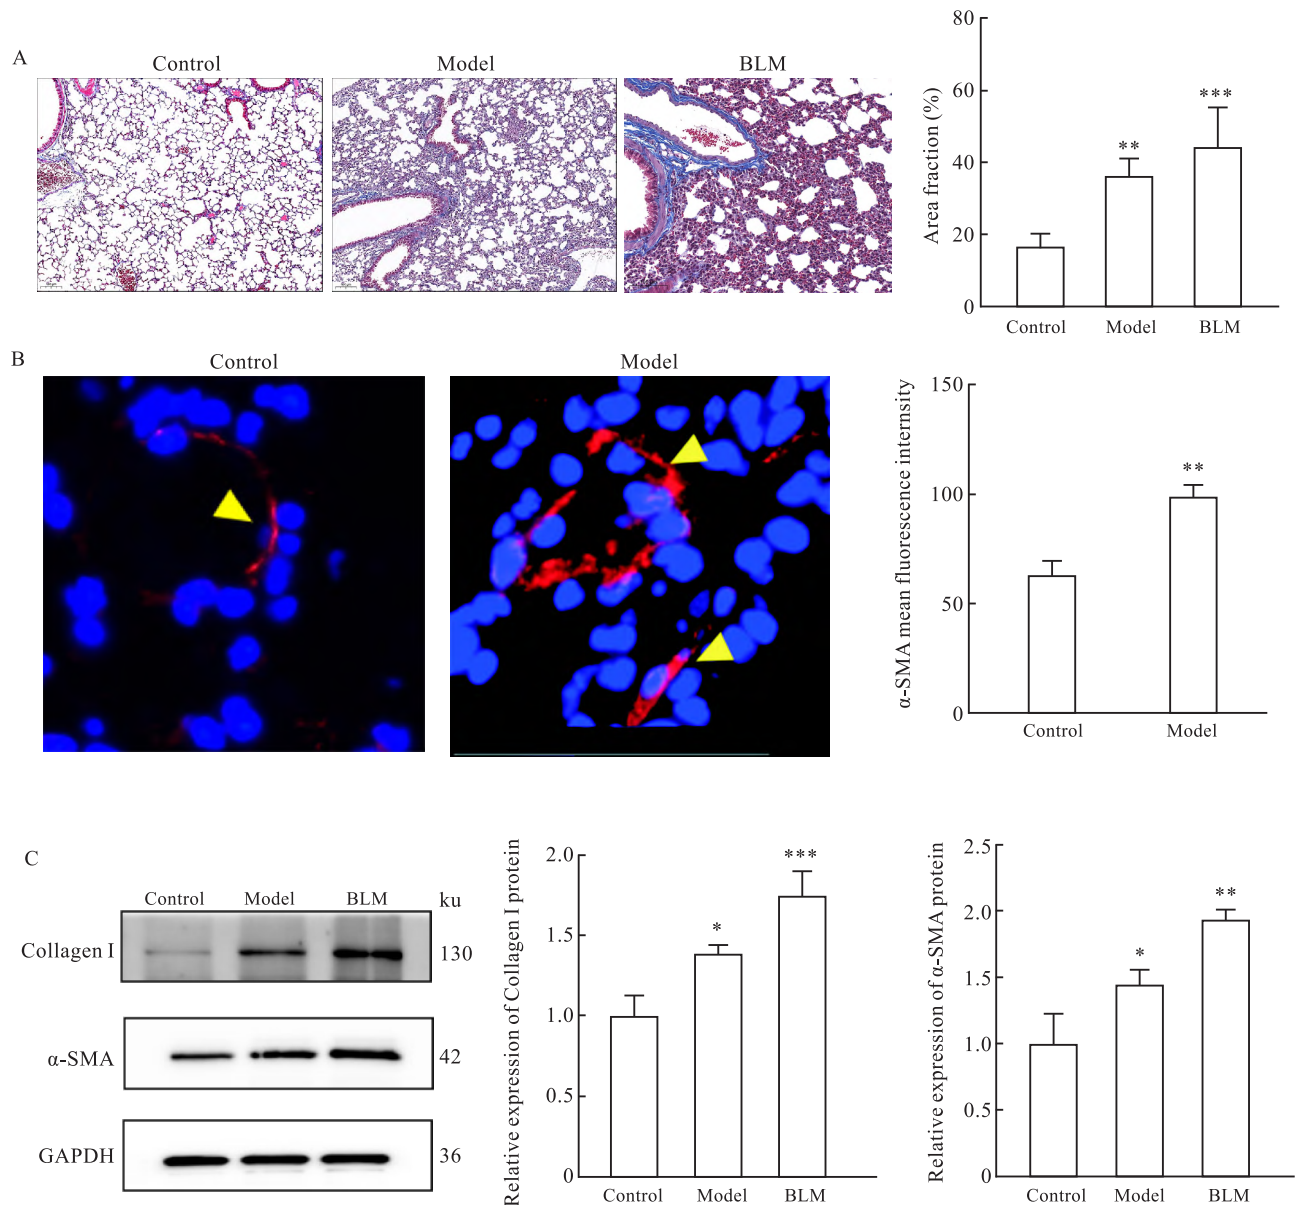 A
Control
Model
BLM
Area fraction (%)
80
60
40
20
0
**
***
Control
Model
BLM
B
Control
Model
α-SMA mean fluorescence internsity
150
100
50
0
**
Control
Model
C
Control
Model
BLM
ku
Collagen I
130
α-SMA
42
GAPDH
36
Relative expression of Collagen I protein
2.0
1.5
1.0
0.5
0
*
***
Control
Model
BLM
Relative expression of α-SMA protein
2.5
2.0
1.5
1.0
0.5
0
*
**
Control
Model
BLM